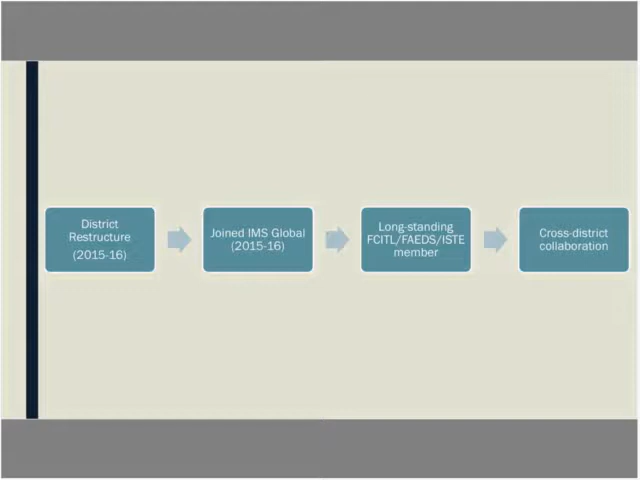 District
Restructure
(2015-16)
Joined IMS Global
(2015-16)
Long-standing
FCITL/FAEDS/ISTE
member
Cross-district
collaboration